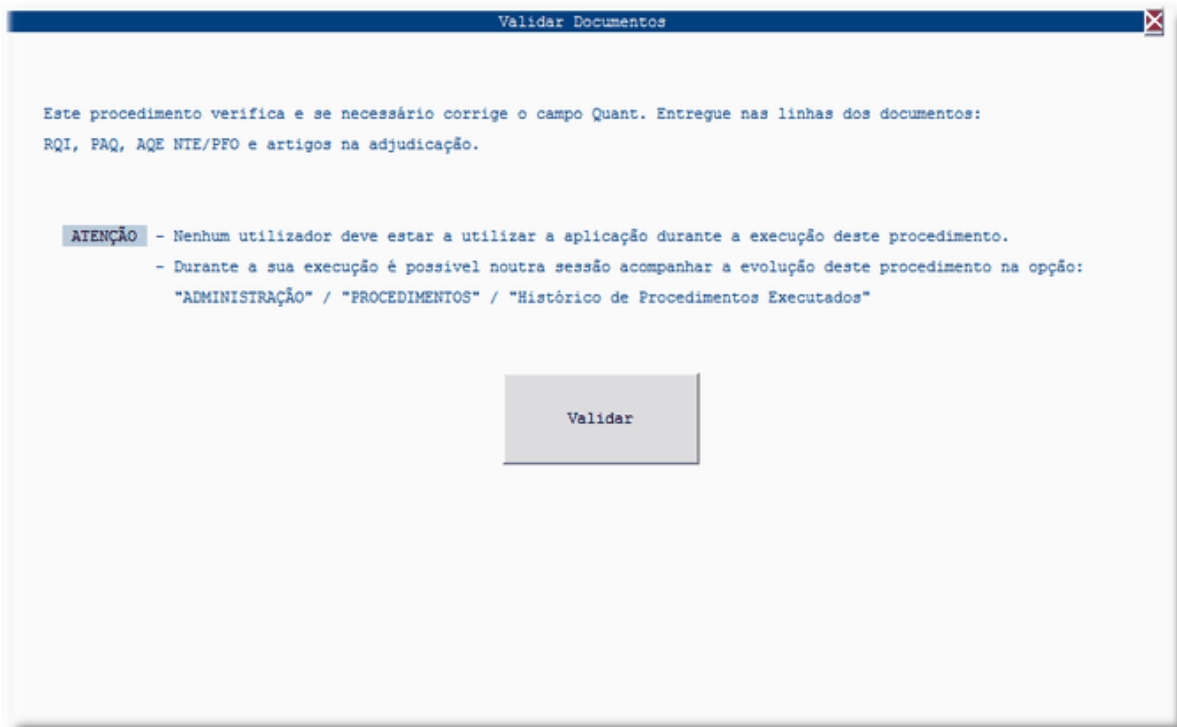 Validar Documentos
Este procedimento verifica e se necessário corrige o campo Quant. Entregue nas linhas dos documentos:
RQI, PAQ, AQE NTE/PFO e artigos na adjudicação.
ATENÇÃO - Nenhum utilizador deve estar a utilizar a aplicação durante a execução deste procedimento.
- Durante a sua execução é possivel noutra sessão acompanhar a evolução deste procedimento na opção:
"ADMINISTRAÇÃO" / "PROCEDIMENTOS" / "Histórico de Procedimentos Executados"
Validar